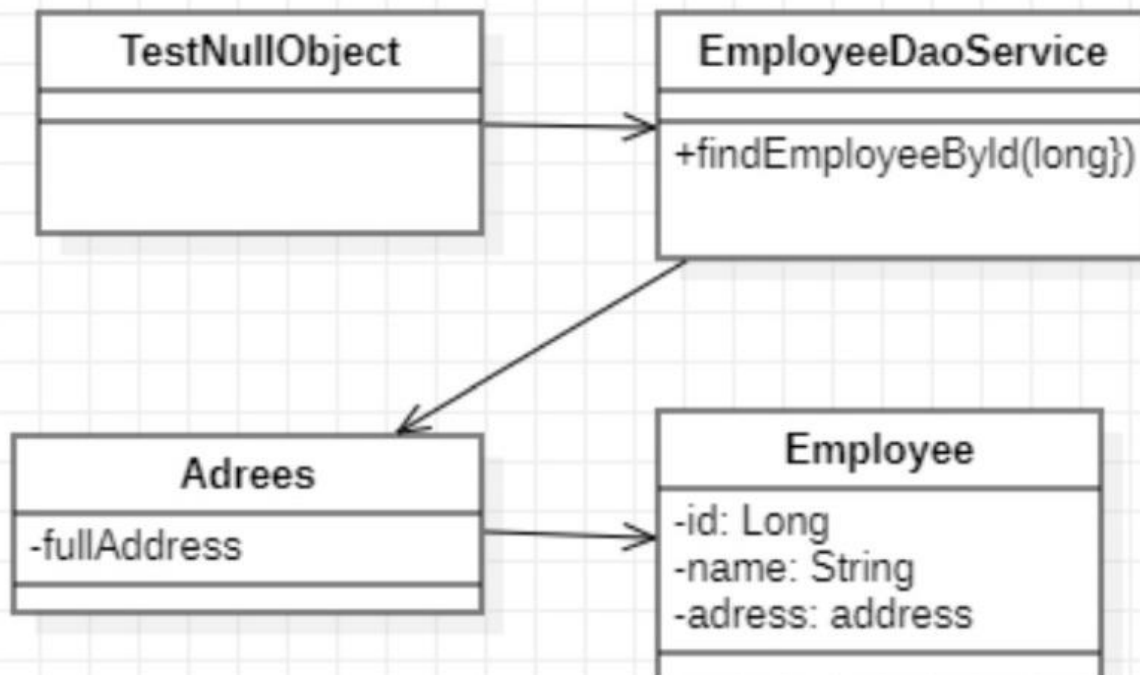 TestNullObject
EmployeeDaoService
+findEmployeeById(long})
Adrees
-fullAddress
Employee
-id: Long
-name: String
-adress: address